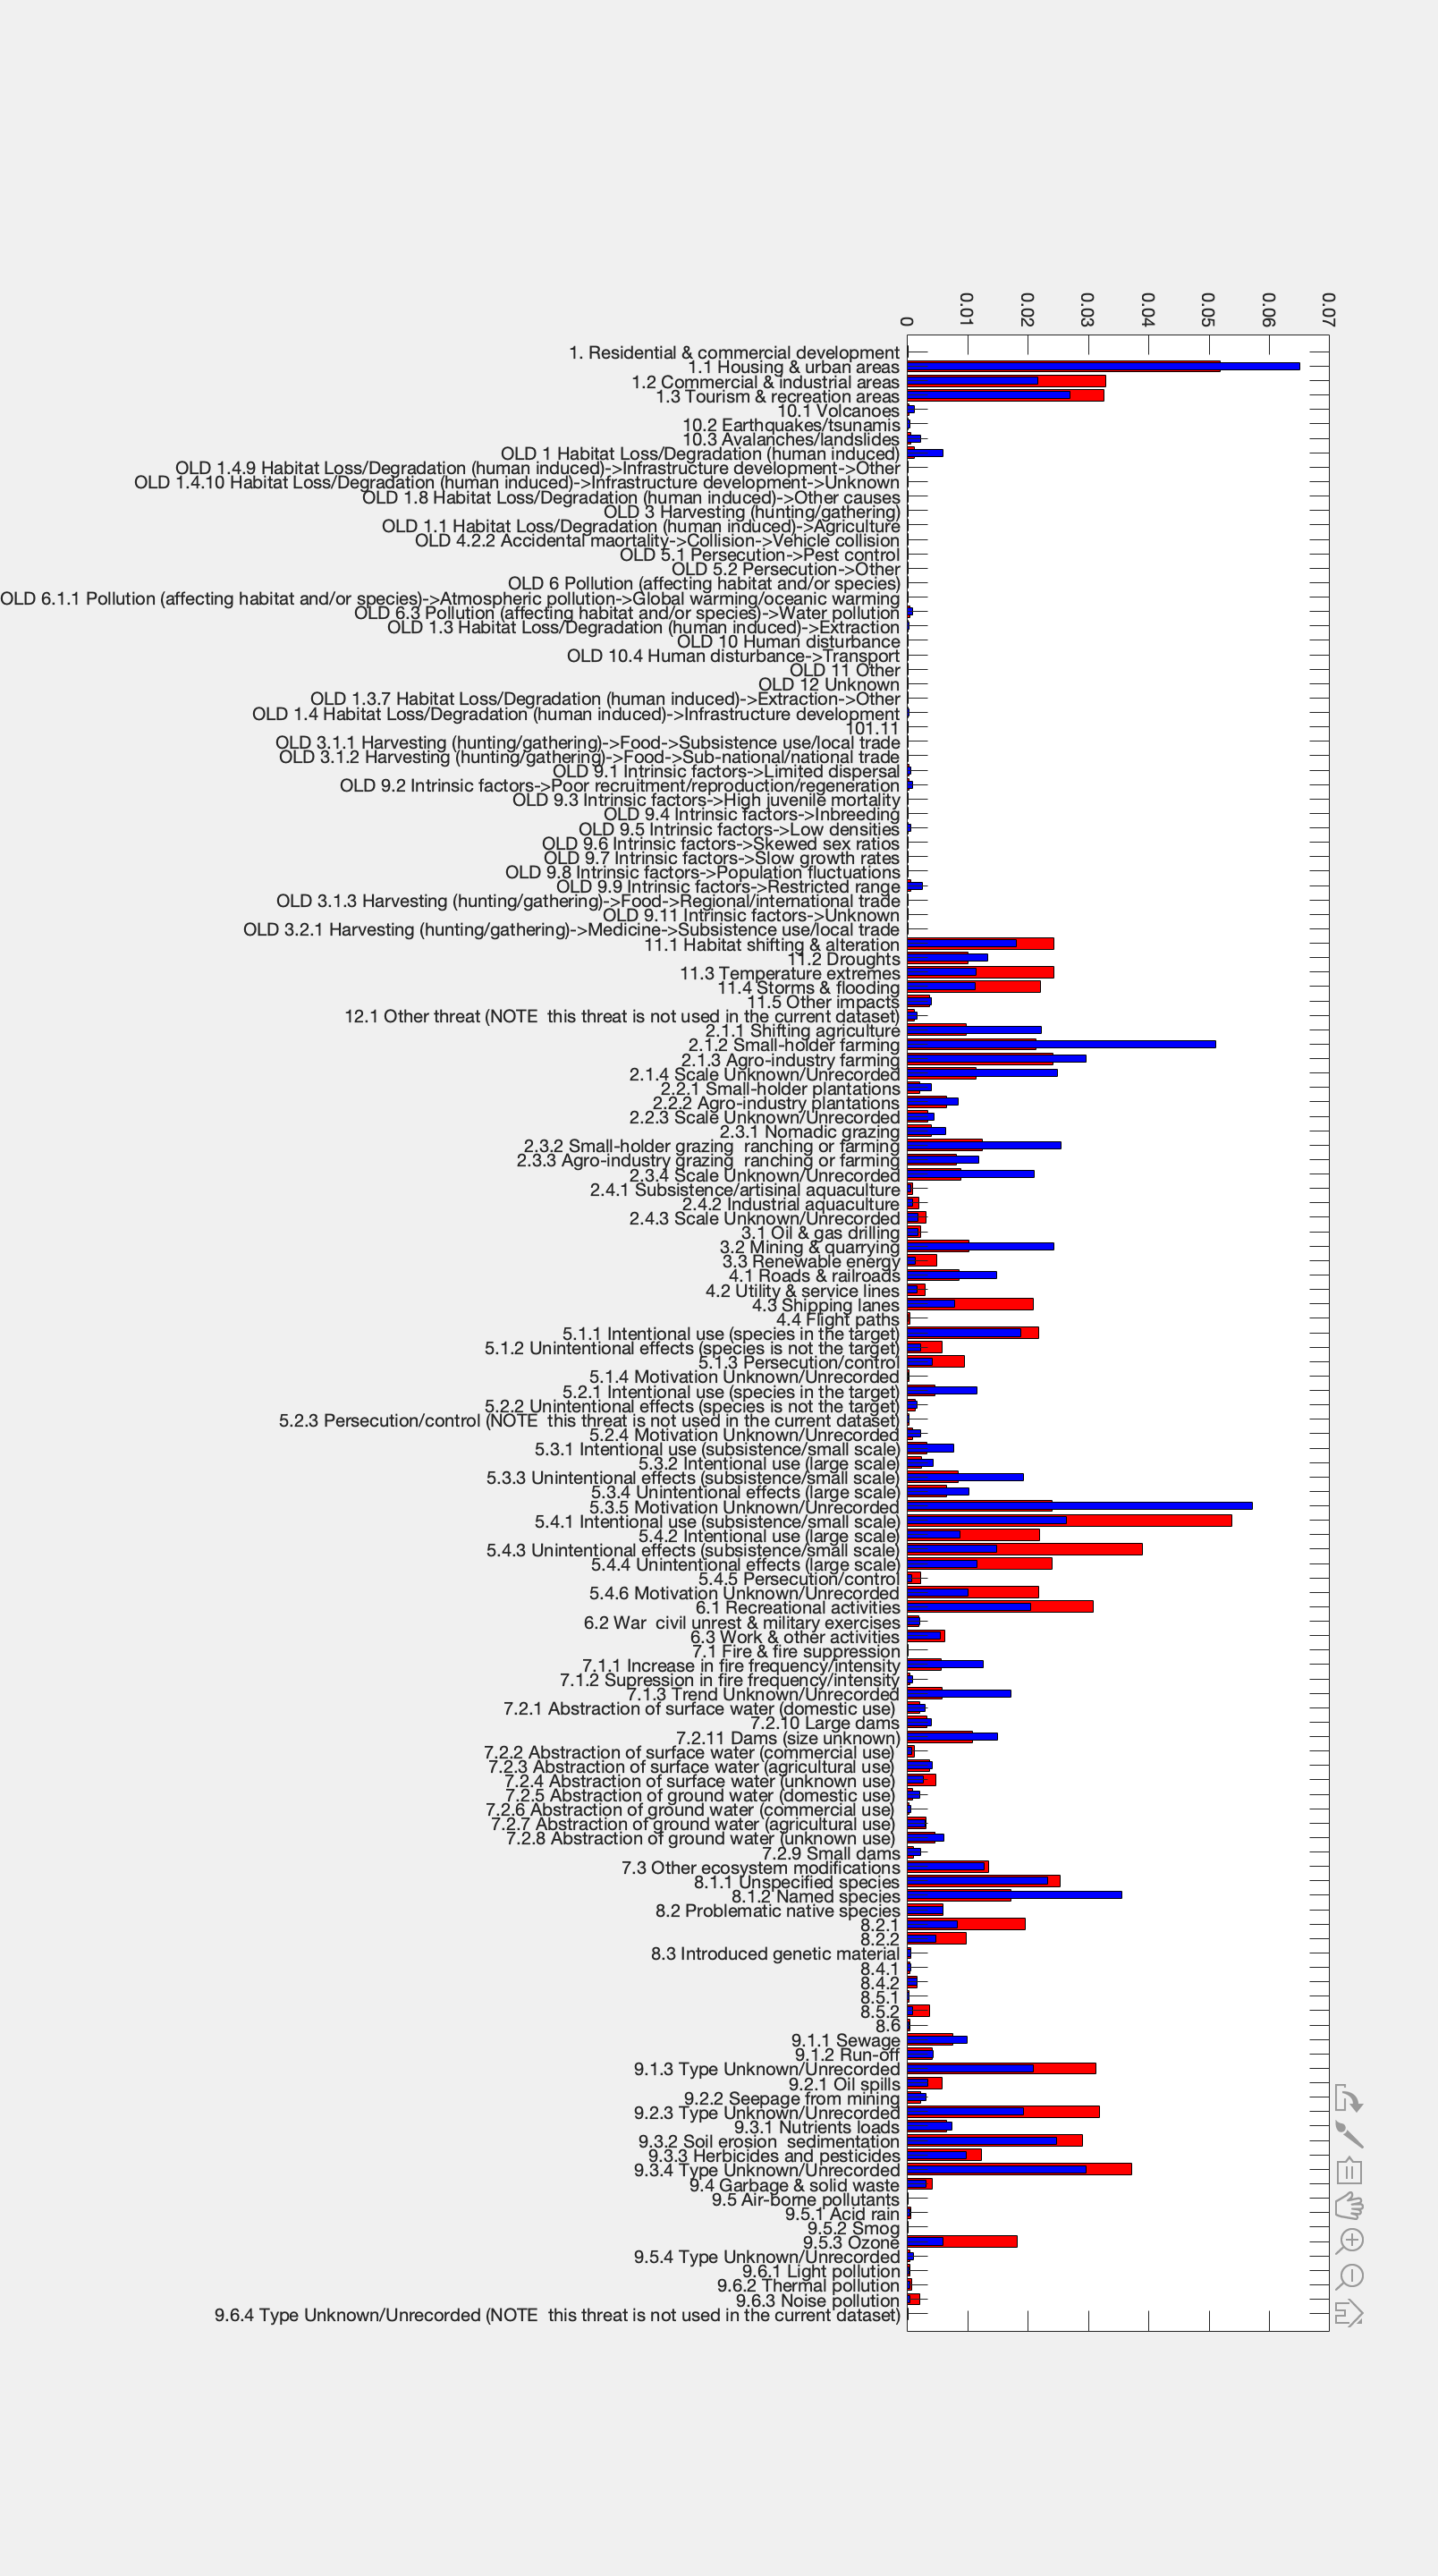 0
0.01
0.02
0.03
0.04
0.05
0.06
0.07
1. Residential & commercial development
1.1 Housing & urban areas
1.2 Commercial & industrial areas
1.3 Tourism & recreation areas
10.1 Volcanoes
10.2 Earthquakes/tsunamis
10.3 Avalanches/landslides
OLD 1 Habitat Loss/Degradation (human induced)
OLD 1.4.9 Habitat Loss/Degradation (human induced)->Infrastructure development->Other
OLD 1.4.10 Habitat Loss/Degradation (human induced)->Infrastructure development->Unknown
OLD 1.8 Habitat Loss/Degradation (human induced)->Other causes
OLD 3 Harvesting (hunting/gathering)
OLD 1.1 Habitat Loss/Degradation (human induced)->Agriculture
OLD 4.2.2 Accidental maortality->Collision->Vehicle collision
OLD 5.1 Persecution->Pest control
OLD 5.2 Persecution->Other
OLD 6 Pollution (affecting habitat and/or species)
OLD 6.1.1 Pollution (affecting habitat and/or species)->Atmospheric pollution->Global warming/oceanic warming
OLD 6.3 Pollution (affecting habitat and/or species)->Water pollution
OLD 1.3 Habitat Loss/Degradation (human induced)->Extraction
OLD 10 Human disturbance
OLD 10.4 Human disturbance->Transport
OLD 11 Other
OLD 12 Unknown
OLD 1.3.7 Habitat Loss/Degradation (human induced)->Extraction->Other
OLD 1.4 Habitat Loss/Degradation (human induced)->Infrastructure development
101.11
OLD 3.1.1 Harvesting (hunting/gathering)->Food->Subsistence use/local trade
OLD 3.1.2 Harvesting (hunting/gathering)->Food->Sub-national/national trade
OLD 9.1 Intrinsic factors->Limited dispersal
OLD 9.2 Intrinsic factors->Poor recruitment/reproduction/regeneration
OLD 9.3 Intrinsic factors->High juvenile mortality
OLD 9.4 Intrinsic factors->Inbreeding
OLD 9.5 Intrinsic factors->Low densities
OLD 9.6 Intrinsic factors->Skewed sex ratios
OLD 9.7 Intrinsic factors->Slow growth rates
OLD 9.8 Intrinsic factors->Population fluctuations
OLD 9.9 Intrinsic factors->Restricted range
OLD 3.1.3 Harvesting (hunting/gathering)->Food->Regional/international trade
OLD 9.11 Intrinsic factors->Unknown
OLD 3.2.1 Harvesting (hunting/gathering)->Medicine->Subsistence use/local trade
11.1 Habitat shifting & alteration
11.2 Droughts
11.3 Temperature extremes
11.4 Storms & flooding
11.5 Other impacts
12.1 Other threat (NOTE  this threat is not used in the current dataset)
2.1.1 Shifting agriculture
2.1.2 Small-holder farming
2.1.3 Agro-industry farming
2.1.4 Scale Unknown/Unrecorded
2.2.1 Small-holder plantations
2.2.2 Agro-industry plantations
2.2.3 Scale Unknown/Unrecorded
2.3.1 Nomadic grazing
2.3.2 Small-holder grazing  ranching or farming
2.3.3 Agro-industry grazing  ranching or farming
2.3.4 Scale Unknown/Unrecorded
2.4.1 Subsistence/artisinal aquaculture
2.4.2 Industrial aquaculture
2.4.3 Scale Unknown/Unrecorded
3.1 Oil & gas drilling
3.2 Mining & quarrying
3.3 Renewable energy
4.1 Roads & railroads
4.2 Utility & service lines
4.3 Shipping lanes
4.4 Flight paths
5.1.1 Intentional use (species in the target)
5.1.2 Unintentional effects (species is not the target)
5.1.3 Persecution/control
5.1.4 Motivation Unknown/Unrecorded
5.2.1 Intentional use (species in the target)
5.2.2 Unintentional effects (species is not the target)
5.2.3 Persecution/control (NOTE  this threat is not used in the current dataset)
5.2.4 Motivation Unknown/Unrecorded
5.3.1 Intentional use (subsistence/small scale)
5.3.2 Intentional use (large scale)
5.3.3 Unintentional effects (subsistence/small scale)
5.3.4 Unintentional effects (large scale)
5.3.5 Motivation Unknown/Unrecorded
5.4.1 Intentional use (subsistence/small scale)
5.4.2 Intentional use (large scale)
5.4.3 Unintentional effects (subsistence/small scale)
5.4.4 Unintentional effects (large scale)
5.4.5 Persecution/control
5.4.6 Motivation Unknown/Unrecorded
6.1 Recreational activities
6.2 War  civil unrest & military exercises
6.3 Work & other activities
7.1 Fire & fire suppression
7.1.1 Increase in fire frequency/intensity
7.1.2 Supression in fire frequency/intensity
7.1.3 Trend Unknown/Unrecorded
7.2.1 Abstraction of surface water (domestic use)
7.2.10 Large dams
7.2.11 Dams (size unknown)
7.2.2 Abstraction of surface water (commercial use)
7.2.3 Abstraction of surface water (agricultural use)
7.2.4 Abstraction of surface water (unknown use)
7.2.5 Abstraction of ground water (domestic use)
7.2.6 Abstraction of ground water (commercial use)
7.2.7 Abstraction of ground water (agricultural use)
7.2.8 Abstraction of ground water (unknown use)
7.2.9 Small dams
7.3 Other ecosystem modifications
8.1.1 Unspecified species
8.1.2 Named species
8.2 Problematic native species
8.2.1
8.2.2
8.3 Introduced genetic material
8.4.1
8.4.2
8.5.1
8.5.2
8.6
9.1.1 Sewage
9.1.2 Run-off
9.1.3 Type Unknown/Unrecorded
9.2.1 Oil spills
9.2.2 Seepage from mining
9.2.3 Type Unknown/Unrecorded
9.3.1 Nutrients loads
9.3.2 Soil erosion  sedimentation
9.3.3 Herbicides and pesticides
9.3.4 Type Unknown/Unrecorded
9.4 Garbage & solid waste
9.5 Air-borne pollutants
9.5.1 Acid rain
9.5.2 Smog
9.5.3 Ozone
9.5.4 Type Unknown/Unrecorded
9.6.1 Light pollution
9.6.2 Thermal pollution
9.6.3 Noise pollution
9.6.4 Type Unknown/Unrecorded (NOTE  this threat is not used in the current dataset)